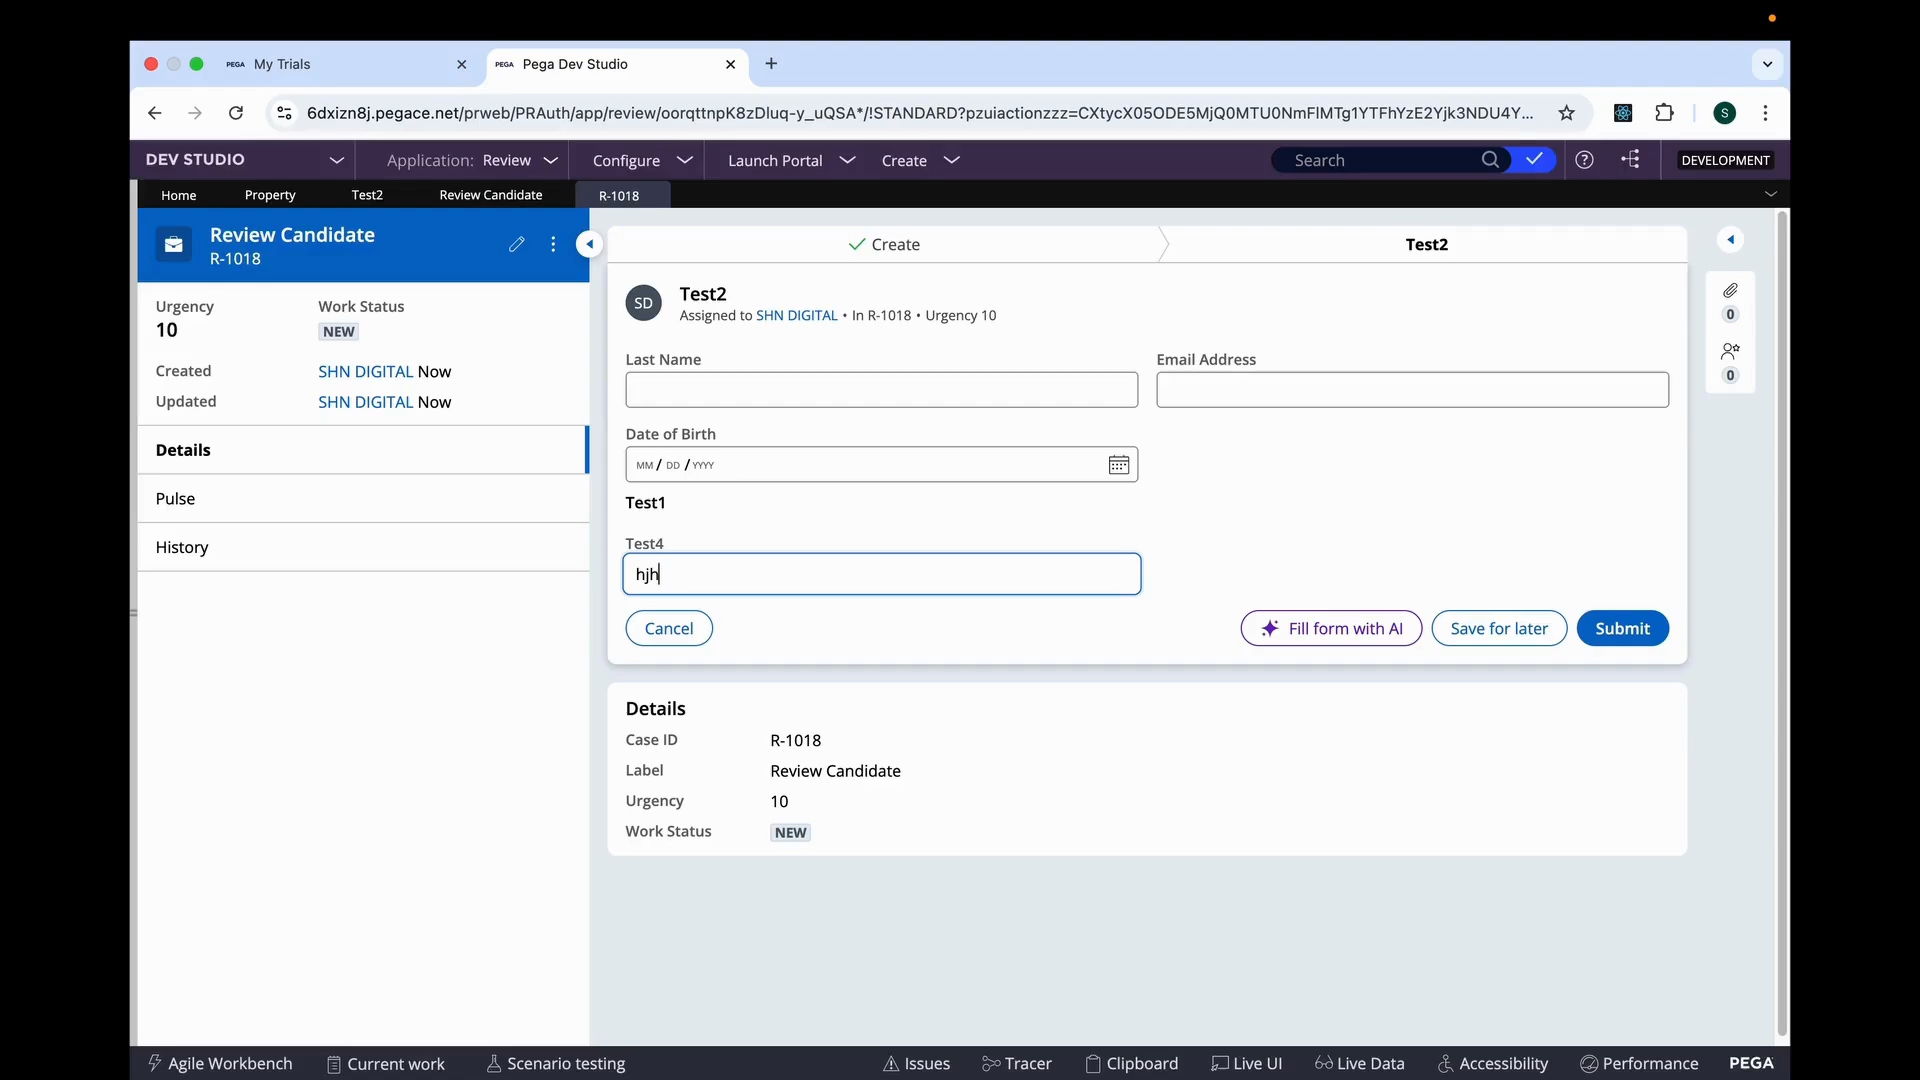 PEGA My Trials
PEGA Pega Dev Studio
6dxizn8j.pegace.net/prweb/PRAuth/app/review/oorqttnpK8zDluq-y_uQSA*/!STANDARD?pzuiactionzzz=CXtycX05ODE5MjQ0MTU0NmFlMTg1YTFhYzE2Yjk3NDU4Y...
S
DEV STUDIO
Application: Review
Configure
Launch Portal
Create
Search
DEVELOPMENT
Home
Property
Test2
Review Candidate
R-1018
Review Candidate
R-1018
Urgency
10
Work Status
NEW
Created
SHN DIGITAL Now
Updated
SHN DIGITAL Now
Details
Pulse
History
Create
Test2
SD
Test2
Assigned to SHN DIGITAL • In R-1018 • Urgency 10
Last Name
Email Address
Date of Birth
MM / DD / YYYY
Test1
Test4
hjh
Cancel
Fill form with AI
Save for later
Submit
0
0
Details
Case ID R-1018
Label Review Candidate
Urgency 10
Work Status NEW
Agile Workbench
Current work
Scenario testing
Issues
Tracer
Clipboard
Live UI
Live Data
Accessibility
Performance
PEGA